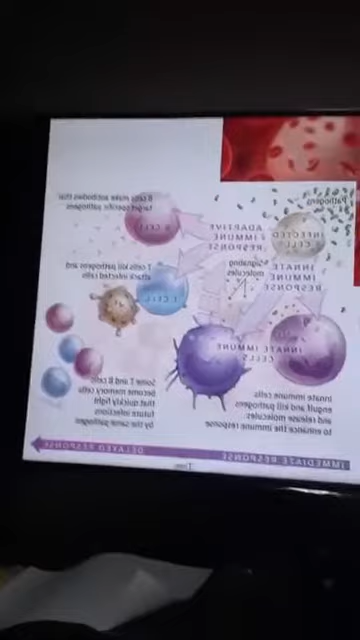 Pathogens
INFECTED
CELL
ADAPTIVE
IMMUNE
RESPONSE
B cells make antibodies that
target specific pathogens
B CELL
INNATE
IMMUNE
RESPONSE
Signaling
molecules
T cells kill pathogens and
attack infected cells
T CELL
INNATE IMMUNE
CELLS
Innate immune cells
engulf and kill pathogens
and release molecules
to enhance the immune response
Some T and B cells
become memory cells
that quickly fight
future infections
by the same pathogen
IMMEDIATE RESPONSE
DELAYED RESPONSE
Time